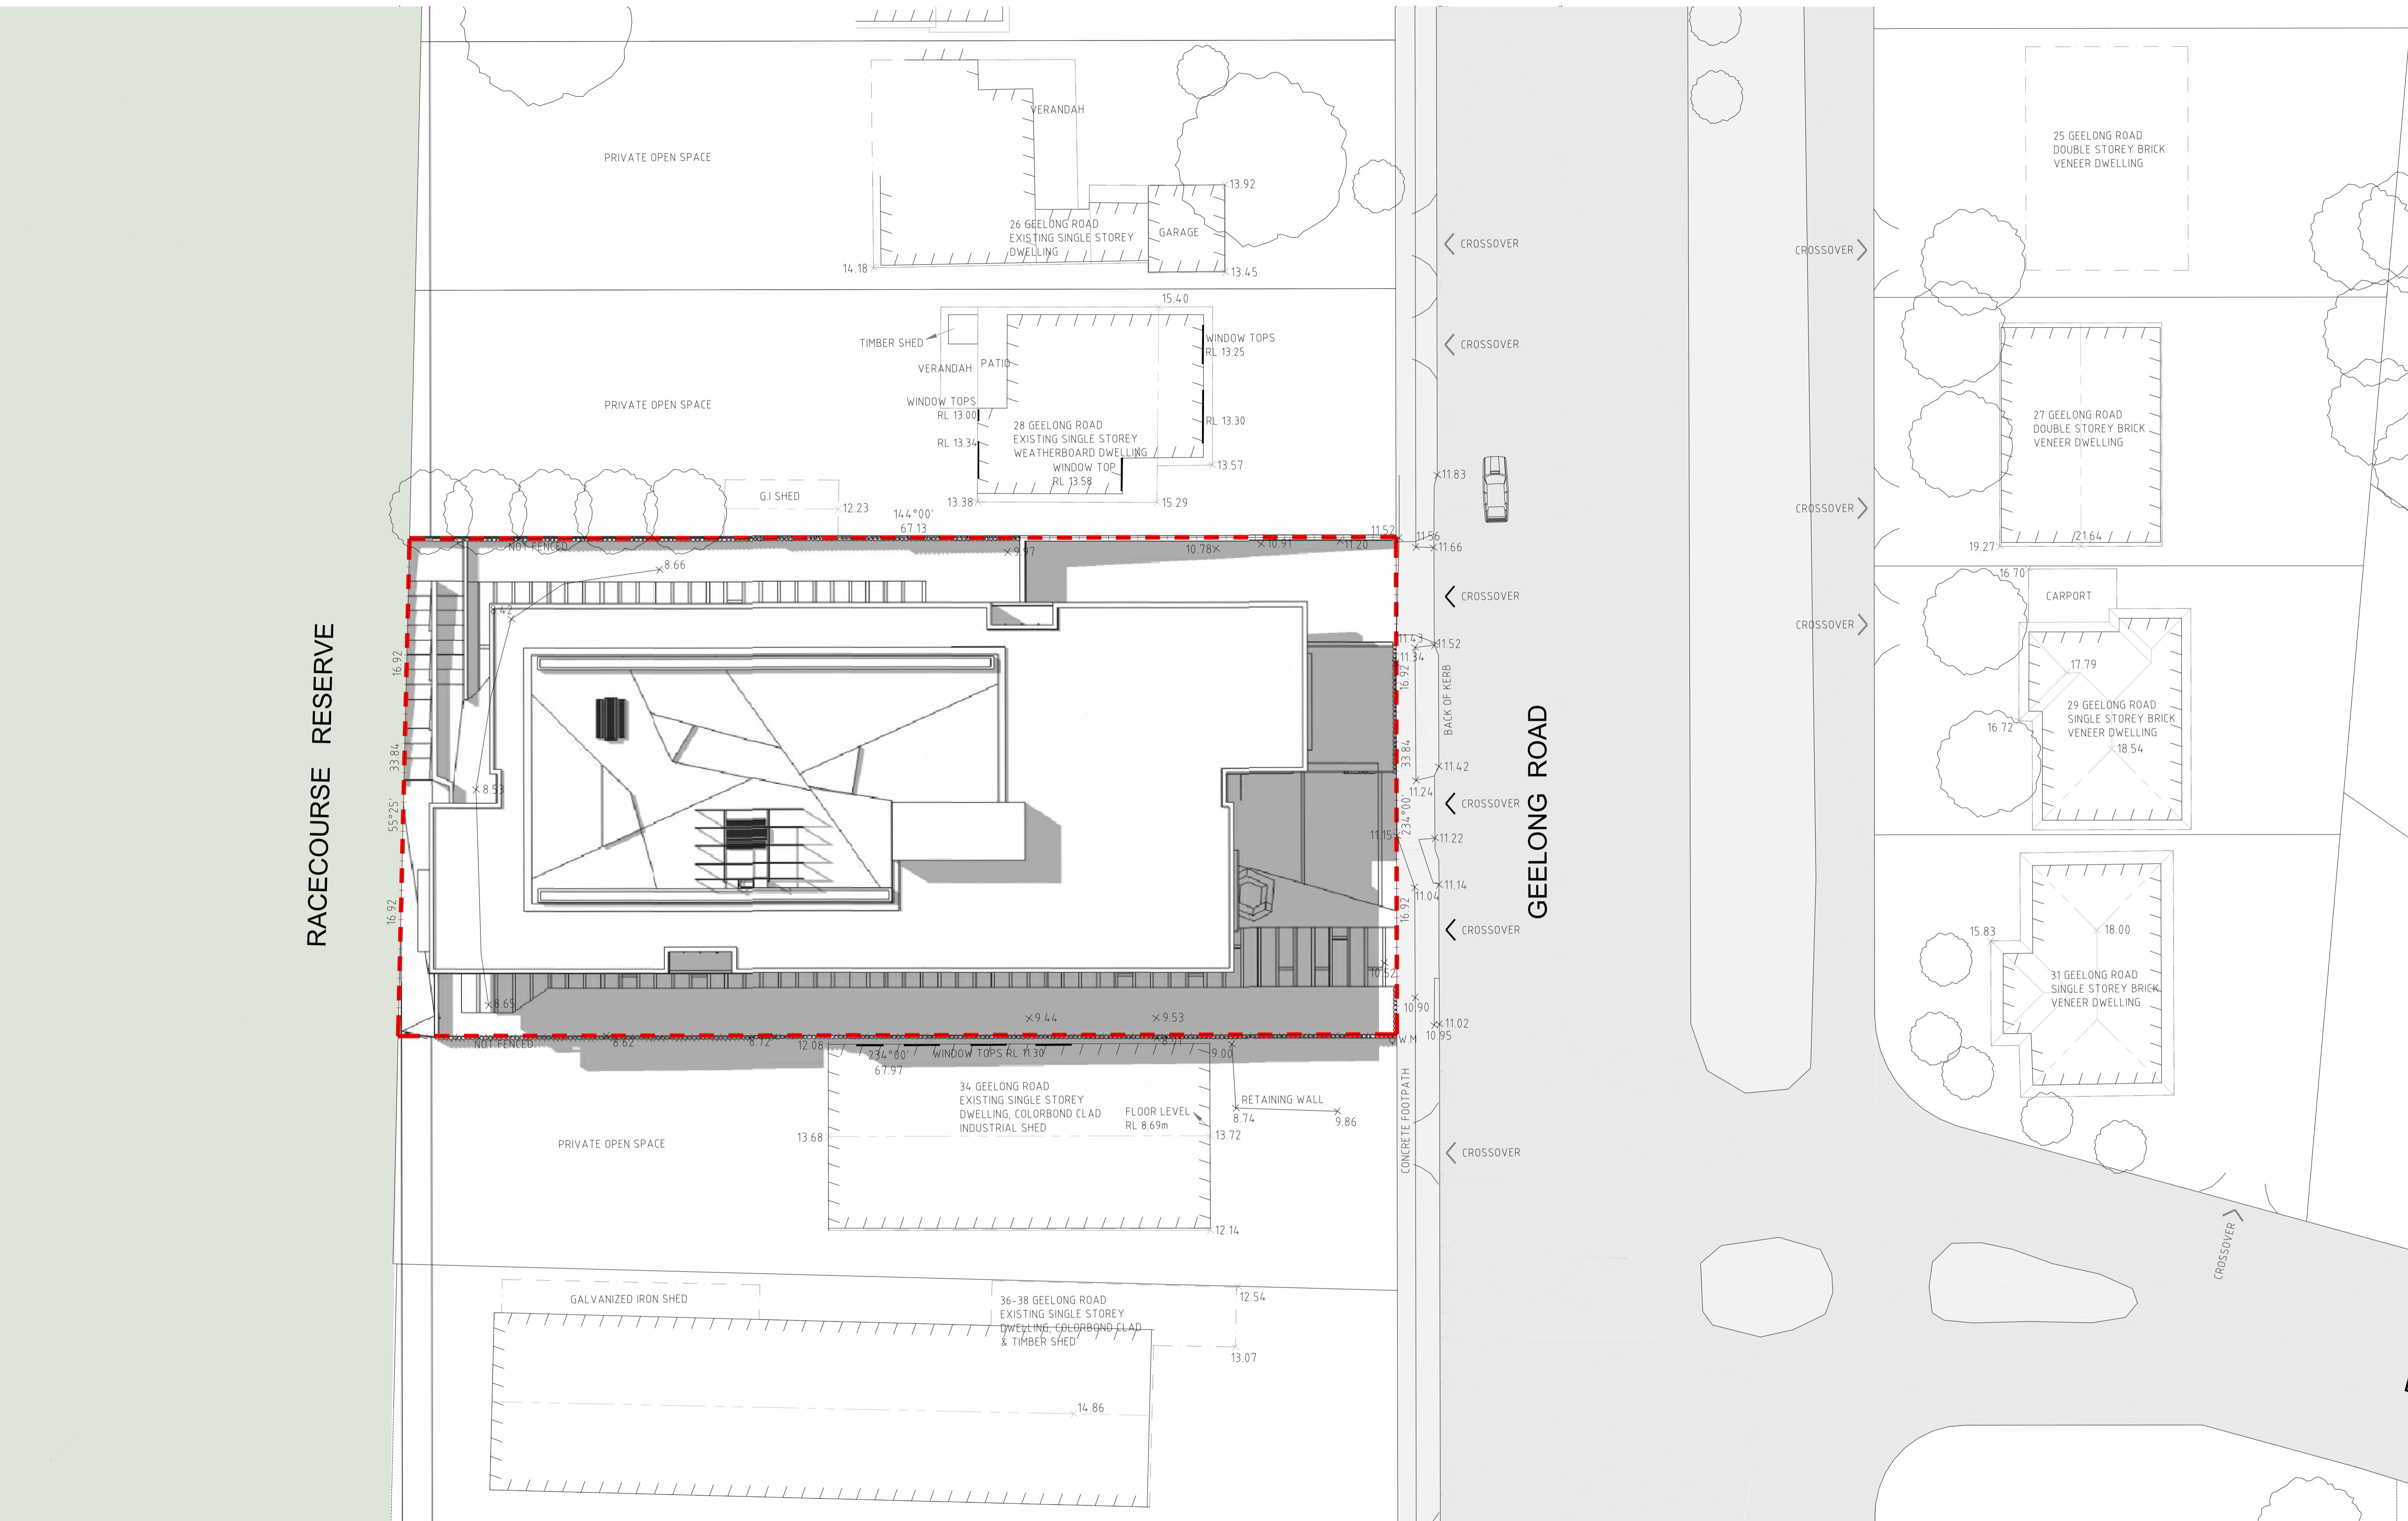 VERANDAH
PRIVATE OPEN SPACE
13.92
26 GEELONG ROAD
EXISTING SINGLE STOREY
DWELLING
GARAGE
14.18
13.45
CROSSOVER
CROSSOVER
25 GEELONG ROAD
DOUBLE STOREY BRICK
VENEER DWELLING
15.40
TIMBER SHED
WINDOW TOPS
RL 13.25
CROSSOVER
VERANDAH
PATIO
PRIVATE OPEN SPACE
WINDOW TOPS
RL 13.00
RL 13.34
RL 13.30
28 GEELONG ROAD
EXISTING SINGLE STOREY
WEATHERBOARD DWELLING
WINDOW TOP
RL 13.58
13.57
13.38
15.29
27 GEELONG ROAD
DOUBLE STOREY BRICK
VENEER DWELLING
11.83
G.I SHED
12.23
144°00'
67.13
CROSSOVER
19.27
21.64
NOT FENCED
9.97
10.78
10.91
11.20
11.52
11.56
11.66
8.66
8.42
CROSSOVER
CROSSOVER
16.70
CARPORT
17.79
16.72
29 GEELONG ROAD
SINGLE STOREY BRICK
VENEER DWELLING
18.54
11.43
11.52
11.34
16.92
16.92
33.84
33.84
BACK OF KERB
RACECOURSE RESERVE
GEELONG ROAD
55°25'
234°00'
8.53
11.42
11.24
CROSSOVER
11.15
11.22
11.14
11.04
16.92
16.92
CROSSOVER
15.83
18.00
31 GEELONG ROAD
SINGLE STOREY BRICK
VENEER DWELLING
10.52
8.65
10.90
9.44
9.53
11.02
10.95
NOT FENCED
8.62
8.72
12.08
234°00'
67.97
WINDOW TOPS RL 11.30
9.00
W.M
34 GEELONG ROAD
EXISTING SINGLE STOREY
DWELLING, COLORBOND CLAD
INDUSTRIAL SHED
FLOOR LEVEL
RL 8.69m
RETAINING WALL
8.74
9.86
13.68
13.72
PRIVATE OPEN SPACE
CONCRETE FOOTPATH
CROSSOVER
12.14
CROSSOVER
GALVANIZED IRON SHED
36-38 GEELONG ROAD
EXISTING SINGLE STOREY
DWELLING, COLORBOND CLAD
& TIMBER SHED
12.54
13.07
14.86